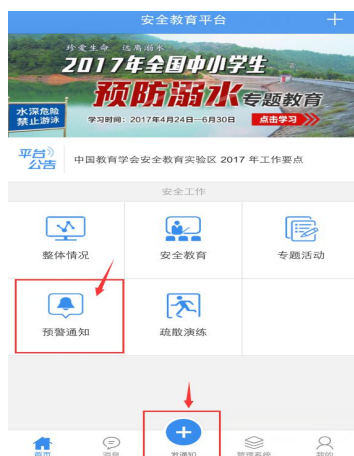 安全教育平台
珍爱生命 远离溺水
2017年全国中小学生
预防溺水专题教育
水深危险
禁止游泳
学习时间：2017年4月24日—6月30日
点击学习
平台
公告
中国教育学会安全教育实验区 2017 年工作要点
安全工作
整体情况
安全教育
专题活动
预警通知
疏散演练
首页
消息
发通知
管理系统
我的